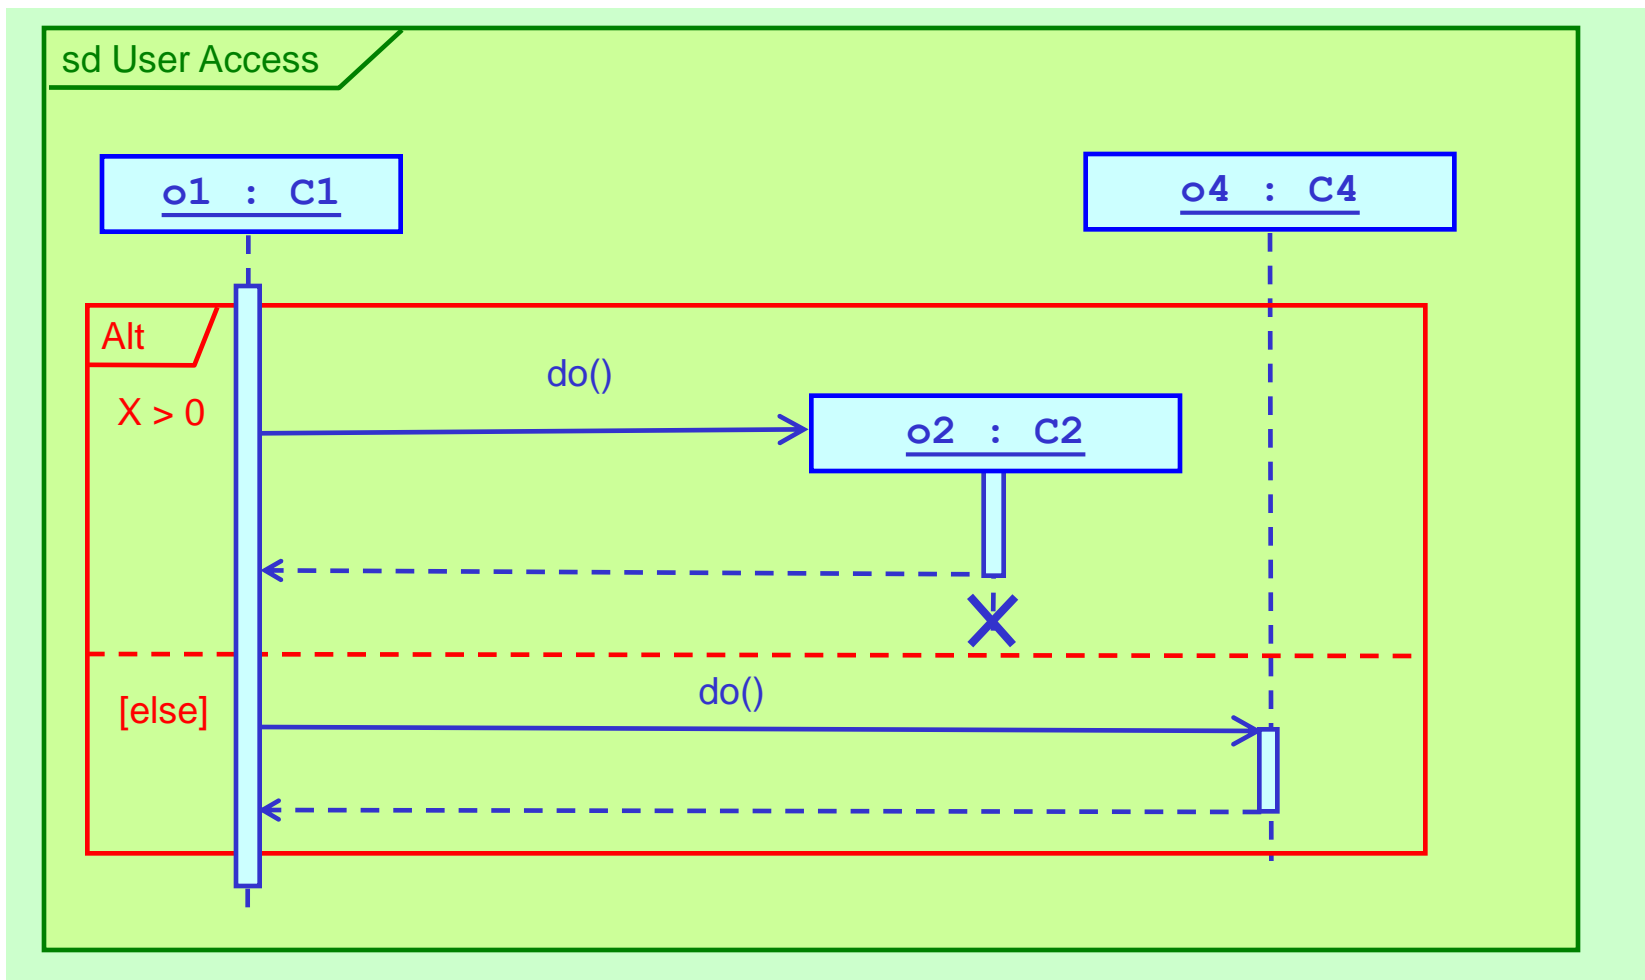 sd User Access
o1 : C1
o4 : C4
Alt
do()
X > 0
o2 : C2
do()
[else]